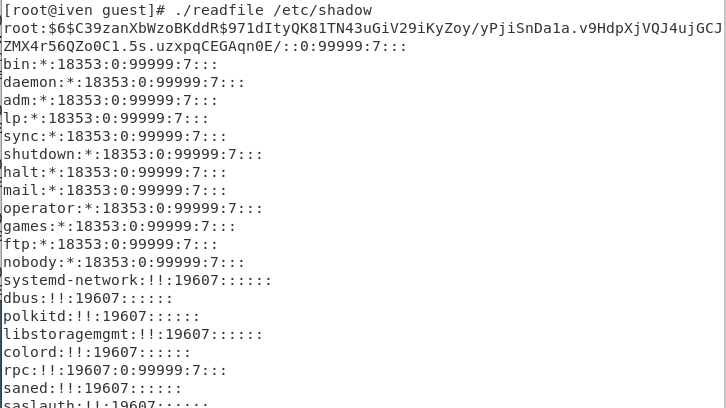 [root@iven guest]# ./readfile /etc/shadow
root:$6$C39zanXbWzoBKddR$971dItyQK81TN43uGiV29iKyZoy/yPjiSnDa1a.v9HdpXjVQJ4ujGCJ
ZMX4r56QZo0C1.5s.uzxpqCEGAqn0E/::0:99999:7:::
bin:*:18353:0:99999:7:::
daemon:*:18353:0:99999:7:::
adm:*:18353:0:99999:7:::
lp:*:18353:0:99999:7:::
sync:*:18353:0:99999:7:::
shutdown:*:18353:0:99999:7:::
halt:*:18353:0:99999:7:::
mail:*:18353:0:99999:7:::
operator:*:18353:0:99999:7:::
games:*:18353:0:99999:7:::
ftp:*:18353:0:99999:7:::
nobody:*:18353:0:99999:7:::
systemd-network:!!:19607::::::
dbus:!!:19607::::::
polkitd:!!:19607::::::
libstoragemgmt:!!:19607::::::
colord:!!:19607::::::
rpc:!!:19607:0:99999:7:::
saned:!!:19607::::::
saslauth:!!:19607::::::